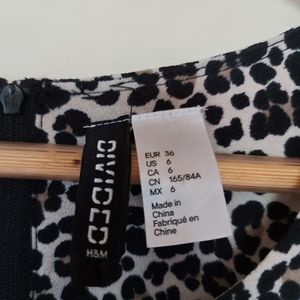 DIVIDED
H&M
EUR 36
US 6
CA 6
CN 165/84A
MX 6
Made in
China
Fabriqué en
Chine